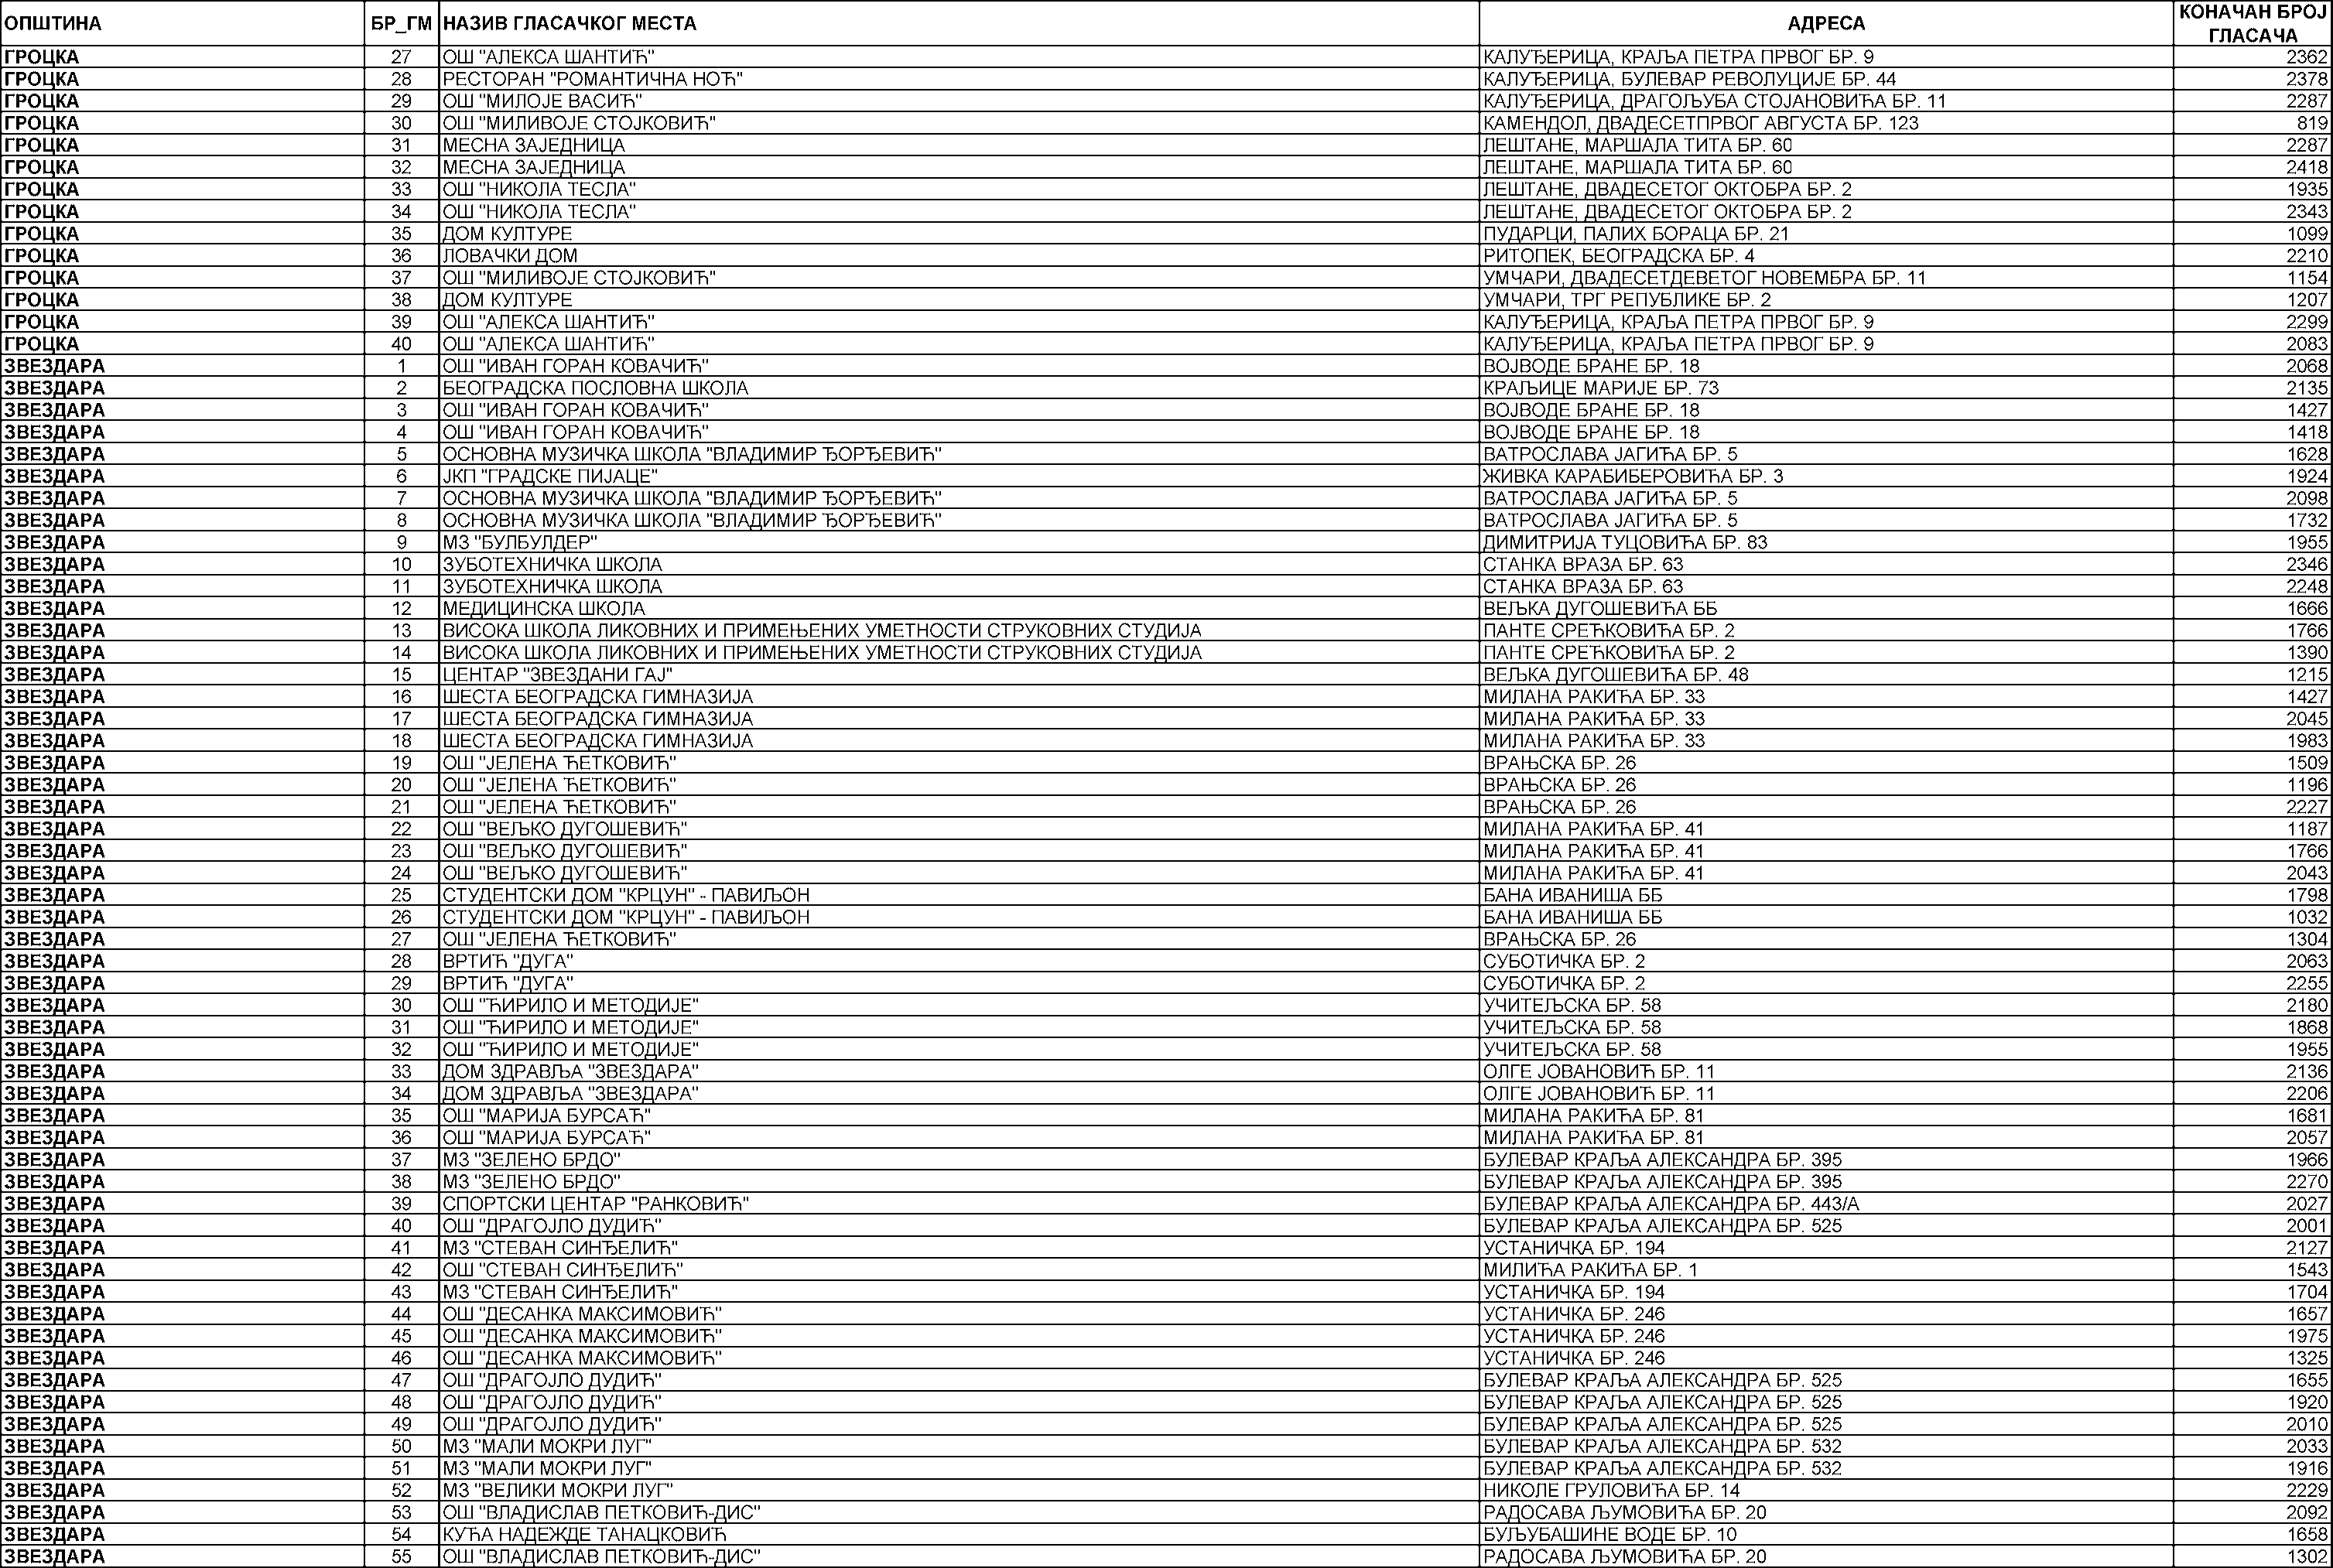 ОПШТИНА БР_ГМ НАЗИВ ГЛАСАЧКОГ МЕСТА АДРЕСА КОНАЧАН БРОЈ ГЛАСАЧА
ГРОЦКА 27 ОШ "АЛЕКСА ШАНТИЋ" КАЛУЂЕРИЦА, КРАЉА ПЕТРА ПРВОГ БР. 9 2362
ГРОЦКА 28 РЕСТОРАН "РОМАНТИЧНА НОЋ" КАЛУЂЕРИЦА, БУЛЕВАР РЕВОЛУЦИЈЕ БР. 44 2378
ГРОЦКА 29 ОШ "МИЛОЈЕ ВАСИЋ" КАЛУЂЕРИЦА, ДРАГОЉУБА СТОЈАНОВИЋА БР. 11 2287
ГРОЦКА 30 ОШ "МИЛИВОЈЕ СТОЈКОВИЋ" КАМЕНДОЛ, ДВАДЕСЕТПРВОГ АВГУСТА БР. 123 819
ГРОЦКА 31 МЕСНА ЗАЈЕДНИЦА ЛЕШТАНЕ, МАРШАЛА ТИТА БР. 60 2287
ГРОЦКА 32 МЕСНА ЗАЈЕДНИЦА ЛЕШТАНЕ, МАРШАЛА ТИТА БР. 60 2418
ГРОЦКА 33 ОШ "НИКОЛА ТЕСЛА" ЛЕШТАНЕ, ДВАДЕСЕТОГ ОКТОБРА БР. 2 1935
ГРОЦКА 34 ОШ "НИКОЛА ТЕСЛА" ЛЕШТАНЕ, ДВАДЕСЕТОГ ОКТОБРА БР. 2 2343
ГРОЦКА 35 ДОМ КУЛТУРЕ ПУДАРЦИ, ПАЛИХ БОРАЦА БР. 21 1099
ГРОЦКА 36 ЛОВАЧКИ ДОМ РИТОПЕК, БЕОГРАДСКА БР. 4 2210
ГРОЦКА 37 ОШ "МИЛИВОЈЕ СТОЈКОВИЋ" УМЧАРИ, ДВАДЕСЕТДЕВЕТОГ НОВЕМБРА БР. 11 1154
ГРОЦКА 38 ДОМ КУЛТУРЕ УМЧАРИ, ТРГ РЕПУБЛИКЕ БР. 2 1207
ГРОЦКА 39 ОШ "АЛЕКСА ШАНТИЋ" КАЛУЂЕРИЦА, КРАЉА ПЕТРА ПРВОГ БР. 9 2299
ГРОЦКА 40 ОШ "АЛЕКСА ШАНТИЋ" КАЛУЂЕРИЦА, КРАЉА ПЕТРА ПРВОГ БР. 9 2083
ЗВЕЗДАРА 1 ОШ "ИВАН ГОРАН КОВАЧИЋ" ВОЈВОДЕ БРАНЕ БР. 18 2068
ЗВЕЗДАРА 2 БЕОГРАДСКА ПОСЛОВНА ШКОЛА КРАЉИЦЕ МАРИЈЕ БР. 73 2135
ЗВЕЗДАРА 3 ОШ "ИВАН ГОРАН КОВАЧИЋ" ВОЈВОДЕ БРАНЕ БР. 18 1427
ЗВЕЗДАРА 4 ОШ "ИВАН ГОРАН КОВАЧИЋ" ВОЈВОДЕ БРАНЕ БР. 18 1418
ЗВЕЗДАРА 5 ОСНОВНА МУЗИЧКА ШКОЛА "ВЛАДИМИР ЂОРЂЕВИЋ" ВАТРОСЛАВА ЈАГИЋА БР. 5 1628
ЗВЕЗДАРА 6 ЈКП "ГРАДСКЕ ПИЈАЦЕ" ЖИВКА КАРАБИБЕРОВИЋА БР. 3 1924
ЗВЕЗДАРА 7 ОСНОВНА МУЗИЧКА ШКОЛА "ВЛАДИМИР ЂОРЂЕВИЋ" ВАТРОСЛАВА ЈАГИЋА БР. 5 2098
ЗВЕЗДАРА 8 ОСНОВНА МУЗИЧКА ШКОЛА "ВЛАДИМИР ЂОРЂЕВИЋ" ВАТРОСЛАВА ЈАГИЋА БР. 5 1732
ЗВЕЗДАРА 9 МЗ "БУЛБУЛДЕР" ДИМИТРИЈА ТУЦОВИЋА БР. 83 1955
ЗВЕЗДАРА 10 ЗУБОТЕХНИЧКА ШКОЛА СТАНКА ВРАЗА БР. 63 2346
ЗВЕЗДАРА 11 ЗУБОТЕХНИЧКА ШКОЛА СТАНКА ВРАЗА БР. 63 2248
ЗВЕЗДАРА 12 МЕДИЦИНСКА ШКОЛА ВЕЉКА ДУГОШЕВИЋА ББ 1666
ЗВЕЗДАРА 13 ВИСОКА ШКОЛА ЛИКОВНИХ И ПРИМЕЊЕНИХ УМЕТНОСТИ СТРУКОВНИХ СТУДИЈА ПАНТЕ СРЕЋКОВИЋА БР. 2 1766
ЗВЕЗДАРА 14 ВИСОКА ШКОЛА ЛИКОВНИХ И ПРИМЕЊЕНИХ УМЕТНОСТИ СТРУКОВНИХ СТУДИЈА ПАНТЕ СРЕЋКОВИЋА БР. 2 1390
ЗВЕЗДАРА 15 ЦЕНТАР "ЗВЕЗДАНИ ГАЈ" ВЕЉКА ДУГОШЕВИЋА БР. 48 1215
ЗВЕЗДАРА 16 ШЕСТА БЕОГРАДСКА ГИМНАЗИЈА МИЛАНА РАКИЋА БР. 33 1427
ЗВЕЗДАРА 17 ШЕСТА БЕОГРАДСКА ГИМНАЗИЈА МИЛАНА РАКИЋА БР. 33 2045
ЗВЕЗДАРА 18 ШЕСТА БЕОГРАДСКА ГИМНАЗИЈА МИЛАНА РАКИЋА БР. 33 1983
ЗВЕЗДАРА 19 ОШ "ЈЕЛЕНА ЋЕТКОВИЋ" ВРАЊСКА БР. 26 1509
ЗВЕЗДАРА 20 ОШ "ЈЕЛЕНА ЋЕТКОВИЋ" ВРАЊСКА БР. 26 1196
ЗВЕЗДАРА 21 ОШ "ЈЕЛЕНА ЋЕТКОВИЋ" ВРАЊСКА БР. 26 2227
ЗВЕЗДАРА 22 ОШ "ВЕЉКО ДУГОШЕВИЋ" МИЛАНА РАКИЋА БР. 41 1187
ЗВЕЗДАРА 23 ОШ "ВЕЉКО ДУГОШЕВИЋ" МИЛАНА РАКИЋА БР. 41 1766
ЗВЕЗДАРА 24 ОШ "ВЕЉКО ДУГОШЕВИЋ" МИЛАНА РАКИЋА БР. 41 2043
ЗВЕЗДАРА 25 СТУДЕНТСКИ ДОМ "КРЦУН" - ПАВИЉОН БАНА ИВАНИША ББ 1798
ЗВЕЗДАРА 26 СТУДЕНТСКИ ДОМ "КРЦУН" - ПАВИЉОН БАНА ИВАНИША ББ 1032
ЗВЕЗДАРА 27 ОШ "ЈЕЛЕНА ЋЕТКОВИЋ" ВРАЊСКА БР. 26 1304
ЗВЕЗДАРА 28 ВРТИЋ "ДУГА" СУБОТИЧКА БР. 2 2063
ЗВЕЗДАРА 29 ВРТИЋ "ДУГА" СУБОТИЧКА БР. 2 2255
ЗВЕЗДАРА 30 ОШ "ЋИРИЛО И МЕТОДИЈЕ" УЧИТЕЉСКА БР. 58 2180
ЗВЕЗДАРА 31 ОШ "ЋИРИЛО И МЕТОДИЈЕ" УЧИТЕЉСКА БР. 58 1868
ЗВЕЗДАРА 32 ОШ "ЋИРИЛО И МЕТОДИЈЕ" УЧИТЕЉСКА БР. 58 1955
ЗВЕЗДАРА 33 ДОМ ЗДРАВЉА "ЗВЕЗДАРА" ОЛГЕ ЈОВАНОВИЋ БР. 11 2136
ЗВЕЗДАРА 34 ДОМ ЗДРАВЉА "ЗВЕЗДАРА" ОЛГЕ ЈОВАНОВИЋ БР. 11 2206
ЗВЕЗДАРА 35 ОШ "МАРИЈА БУРСАЋ" МИЛАНА РАКИЋА БР. 81 1681
ЗВЕЗДАРА 36 ОШ "МАРИЈА БУРСАЋ" МИЛАНА РАКИЋА БР. 81 2057
ЗВЕЗДАРА 37 МЗ "ЗЕЛЕНО БРДО" БУЛЕВАР КРАЉА АЛЕКСАНДРА БР. 395 1966
ЗВЕЗДАРА 38 МЗ "ЗЕЛЕНО БРДО" БУЛЕВАР КРАЉА АЛЕКСАНДРА БР. 395 2270
ЗВЕЗДАРА 39 СПОРТСКИ ЦЕНТАР "РАНКОВИЋ" БУЛЕВАР КРАЉА АЛЕКСАНДРА БР. 443/А 2027
ЗВЕЗДАРА 40 ОШ "ДРАГОЈЛО ДУДИЋ" БУЛЕВАР КРАЉА АЛЕКСАНДРА БР. 525 2001
ЗВЕЗДАРА 41 МЗ "СТЕВАН СИНЂЕЛИЋ" УСТАНИЧКА БР. 194 2127
ЗВЕЗДАРА 42 ОШ "СТЕВАН СИНЂЕЛИЋ" МИЛИЋА РАКИЋА БР. 1 1543
ЗВЕЗДАРА 43 МЗ "СТЕВАН СИНЂЕЛИЋ" УСТАНИЧКА БР. 194 1704
ЗВЕЗДАРА 44 ОШ "ДЕСАНКА МАКСИМОВИЋ" УСТАНИЧКА БР. 246 1657
ЗВЕЗДАРА 45 ОШ "ДЕСАНКА МАКСИМОВИЋ" УСТАНИЧКА БР. 246 1975
ЗВЕЗДАРА 46 ОШ "ДЕСАНКА МАКСИМОВИЋ" УСТАНИЧКА БР. 246 1325
ЗВЕЗДАРА 47 ОШ "ДРАГОЈЛО ДУДИЋ" БУЛЕВАР КРАЉА АЛЕКСАНДРА БР. 525 1655
ЗВЕЗДАРА 48 ОШ "ДРАГОЈЛО ДУДИЋ" БУЛЕВАР КРАЉА АЛЕКСАНДРА БР. 525 1920
ЗВЕЗДАРА 49 ОШ "ДРАГОЈЛО ДУДИЋ" БУЛЕВАР КРАЉА АЛЕКСАНДРА БР. 525 2010
ЗВЕЗДАРА 50 МЗ "МАЛИ МОКРИ ЛУГ" БУЛЕВАР КРАЉА АЛЕКСАНДРА БР. 532 2033
ЗВЕЗДАРА 51 МЗ "МАЛИ МОКРИ ЛУГ" БУЛЕВАР КРАЉА АЛЕКСАНДРА БР. 532 1916
ЗВЕЗДАРА 52 МЗ "ВЕЛИКИ МОКРИ ЛУГ" НИКОЛЕ ГРУЛОВИЋА БР. 14 2229
ЗВЕЗДАРА 53 ОШ "ВЛАДИСЛАВ ПЕТКОВИЋ-ДИС" РАДОСАВА ЉУМОВИЋА БР. 20 2092
ЗВЕЗДАРА 54 КУЋА НАДЕЖДЕ ТАНАЦКОВИЋ БУЉУБАШИНЕ ВОДЕ БР. 10 1658
ЗВЕЗДАРА 55 ОШ "ВЛАДИСЛАВ ПЕТКОВИЋ-ДИС" РАДОСАВА ЉУМОВИЋА БР. 20 1302